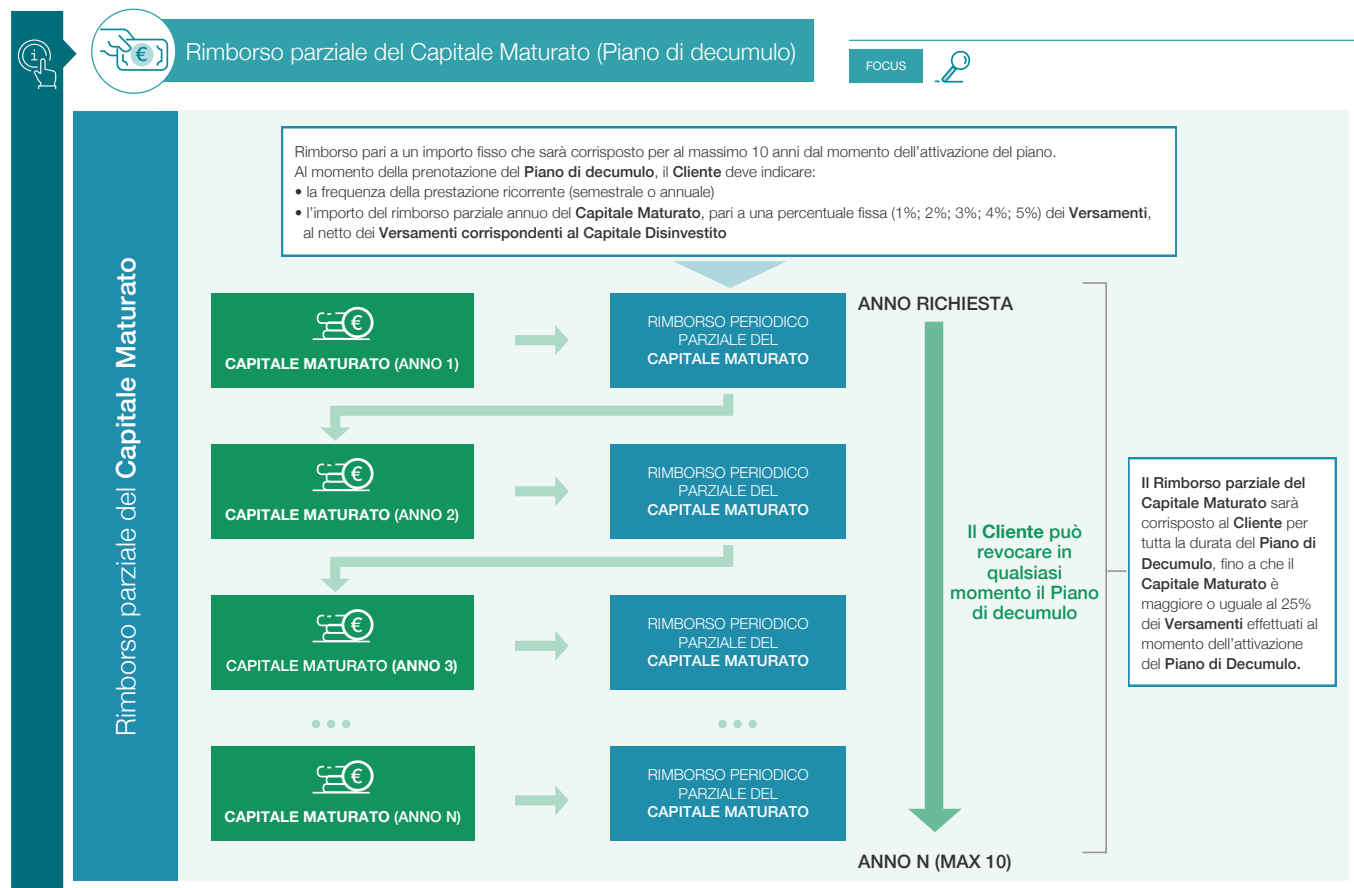 Rimborso parziale del Capitale Maturato (Piano di decumulo)
FOCUS
Rimborso parziale del Capitale Maturato
Rimborso pari a un importo fisso che sarà corrisposto per al massimo 10 anni dal momento dell'attivazione del piano.
Al momento della prenotazione del Piano di decumulo, il Cliente deve indicare:
• la frequenza della prestazione ricorrente (semestrale o annuale)
• l'importo del rimborso parziale annuo del Capitale Maturato, pari a una percentuale fissa (1%; 2%; 3%; 4%; 5%) dei Versamenti,
al netto dei Versamenti corrispondenti al Capitale Disinvestito
€
CAPITALE MATURATO (ANNO 1)
RIMBORSO PERIODICO
PARZIALE DEL
CAPITALE MATURATO
ANNO RICHIESTA
€
CAPITALE MATURATO (ANNO 2)
RIMBORSO PERIODICO
PARZIALE DEL
CAPITALE MATURATO
€
CAPITALE MATURATO (ANNO 3)
RIMBORSO PERIODICO
PARZIALE DEL
CAPITALE MATURATO
• • •
• • •
€
CAPITALE MATURATO (ANNO N)
RIMBORSO PERIODICO
PARZIALE DEL
CAPITALE MATURATO
Il Cliente può
revocare in
qualsiasi
momento il Piano
di decumulo
ANNO N (MAX 10)
Il Rimborso parziale del
Capitale Maturato sarà
corrisposto al Cliente per
tutta la durata del Piano di
Decumulo, fino a che il
Capitale Maturato è
maggiore o uguale al 25%
dei Versamenti effettuati al
momento dell'attivazione
del Piano di Decumulo.